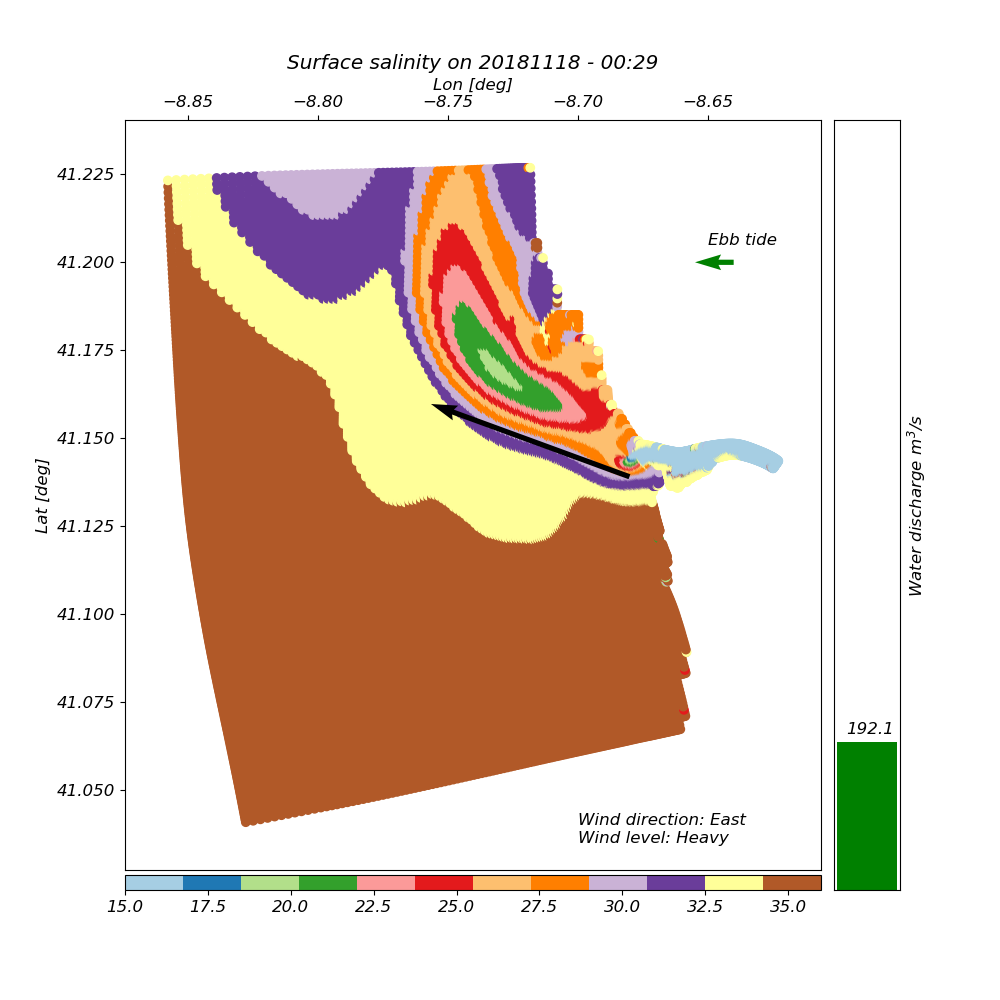 Surface salinity on 20181118 - 00:29
Lon [deg]
−8.85 −8.80 −8.75 −8.70 −8.65
41.225
41.200
41.175
41.150
41.125
41.100
41.075
41.050
Lat [deg]
Ebb tide
Wind direction: East
Wind level: Heavy
192.1
Water discharge m³/s
15.0 17.5 20.0 22.5 25.0 27.5 30.0 32.5 35.0